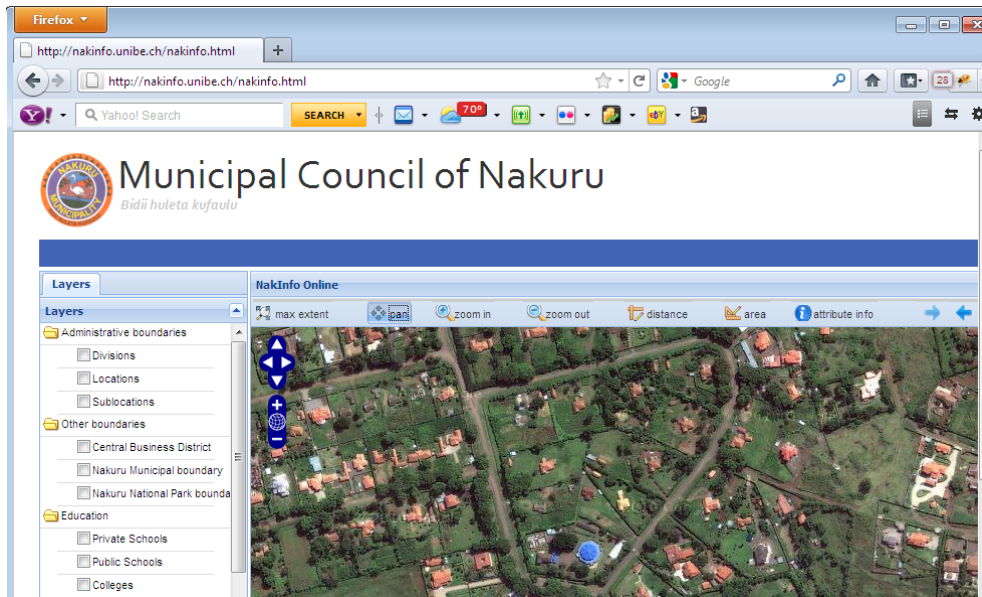 Firefox
http://nakinfo.unibe.ch/nakinfo.html
http://nakinfo.unibe.ch/nakinfo.html
Google
28
Yahoo! Search
SEARCH
70°
NAKURU
MUNICIPALITY
Municipal Council of Nakuru
Bidii huleta kufaulu
Layers
NakInfo Online
Layers
max extent
pan
zoom in
zoom out
distance
area
attribute info
Administrative boundaries
Divisions
Locations
Sublocations
Other boundaries
Central Business District
Nakuru Municipal boundary
Nakuru National Park bounda
Education
Private Schools
Public Schools
Colleges